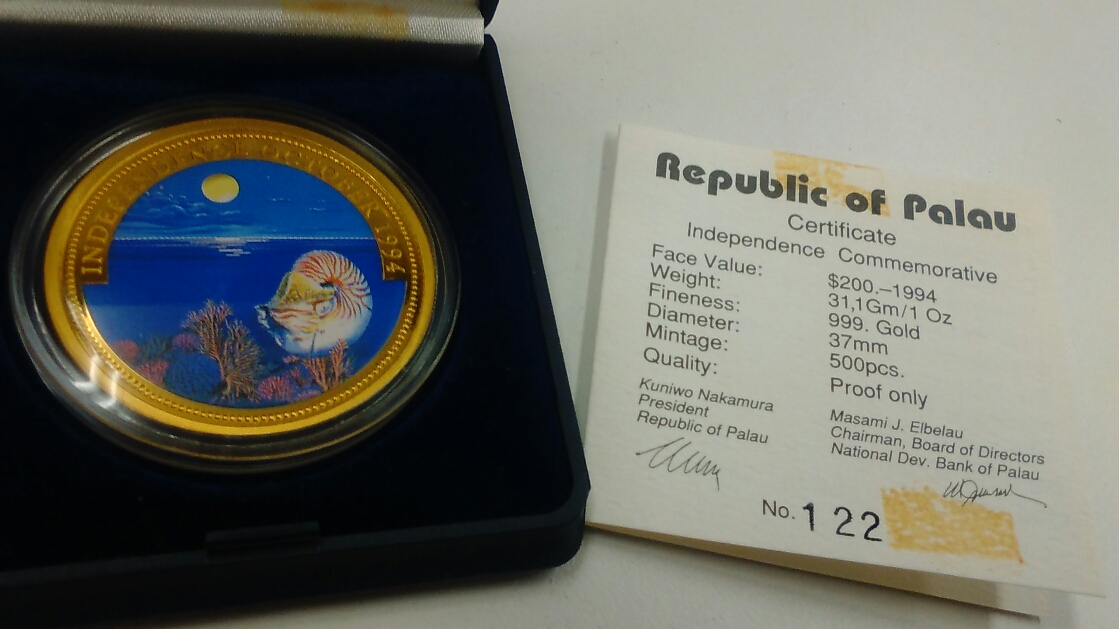 INDEPENDENCE OCTOBER 1994
Republic of Palau
Certificate
Independence Commemorative
Face Value: $200.–1994
Weight: 31,1Gm/1 Oz
Fineness: 999. Gold
Diameter: 37mm
Mintage: 500pcs.
Quality: Proof only
Kuniwo Nakamura
President
Republic of Palau
Masami J. Elbelau
Chairman, Board of Directors
National Dev. Bank of Palau
No. 122